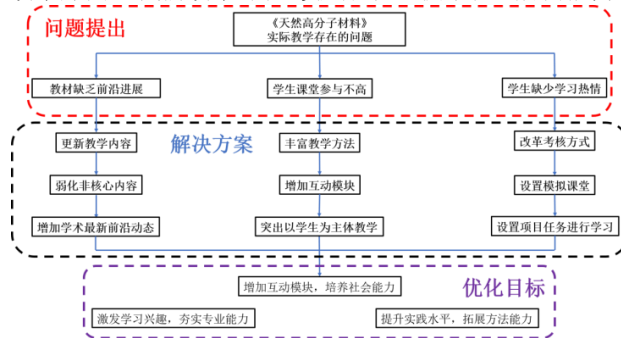 问题提出
《天然高分子材料》
实际教学存在的问题
教材缺乏前沿进展
学生课堂参与不高
学生缺少学习热情
更新教学内容
解决方案
丰富教学方法
改革考核方式
弱化非核心内容
增加互动模块
设置模拟课堂
增加学术最新前沿动态
突出以学生为主体教学
设置项目任务进行学习
增加互动模块，培养社会能力
优化目标
激发学习兴趣，夯实专业能力
提升实践水平，拓展方法能力